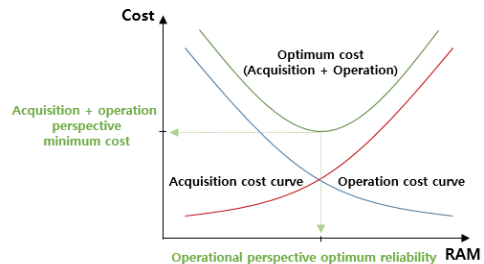 Cost
Optimum cost
(Acquisition + Operation)
Acquisition + operation
perspective
minimum cost
Acquisition cost curve
Operation cost curve
RAM
Operational perspective optimum reliability